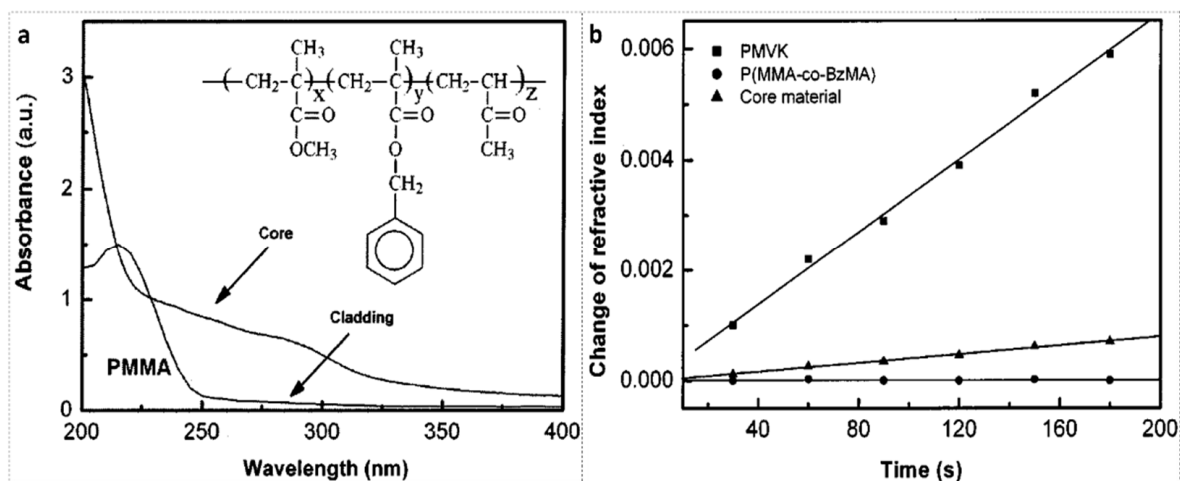 a
Absorbance (a.u.)
3
2
1
0
200
250
300
350
400
Wavelength (nm)
CH₃
CH₃
—(CH₂—C)x(CH₂—C)y(CH₂—CH)z—
C=O
C=O
C=O
OCH₃
O
CH₃
CH₂
Core
Cladding
PMMA
b
Change of refractive index
0.006
0.004
0.002
0.000
20
40
80
120
160
200
Time (s)
PMVK
P(MMA-co-BzMA)
Core material